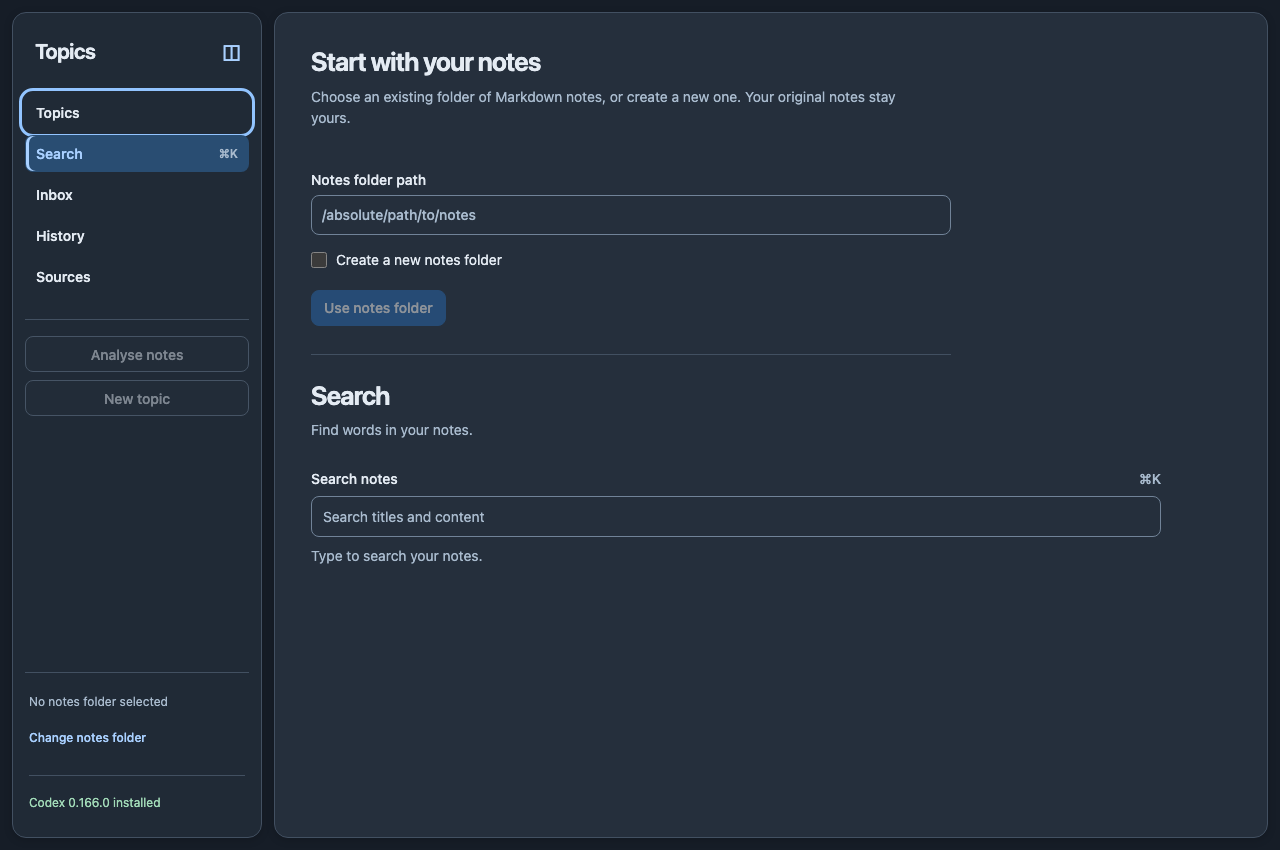 Topics
Topics
Search ⌘K
Inbox
History
Sources
Analyse notes
New topic
No notes folder selected
Change notes folder
Codex 0.166.0 installed
Start with your notes
Choose an existing folder of Markdown notes, or create a new one. Your original notes stay
yours.
Notes folder path
/absolute/path/to/notes
Create a new notes folder
Use notes folder
Search
Find words in your notes.
Search notes ⌘K
Search titles and content
Type to search your notes.